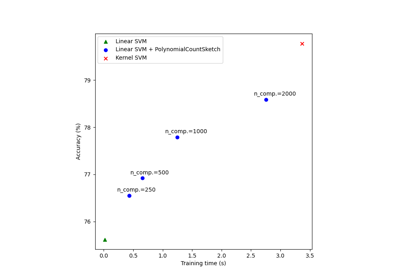 Linear SVM
Linear SVM + PolynomialCountSketch
Kernel SVM
79
n_comp.=2000
78
n_comp.=1000
77
n_comp.=500
n_comp.=250
76
Accuracy (%)
0.0 0.5 1.0 1.5 2.0 2.5 3.0 3.5
Training time (s)